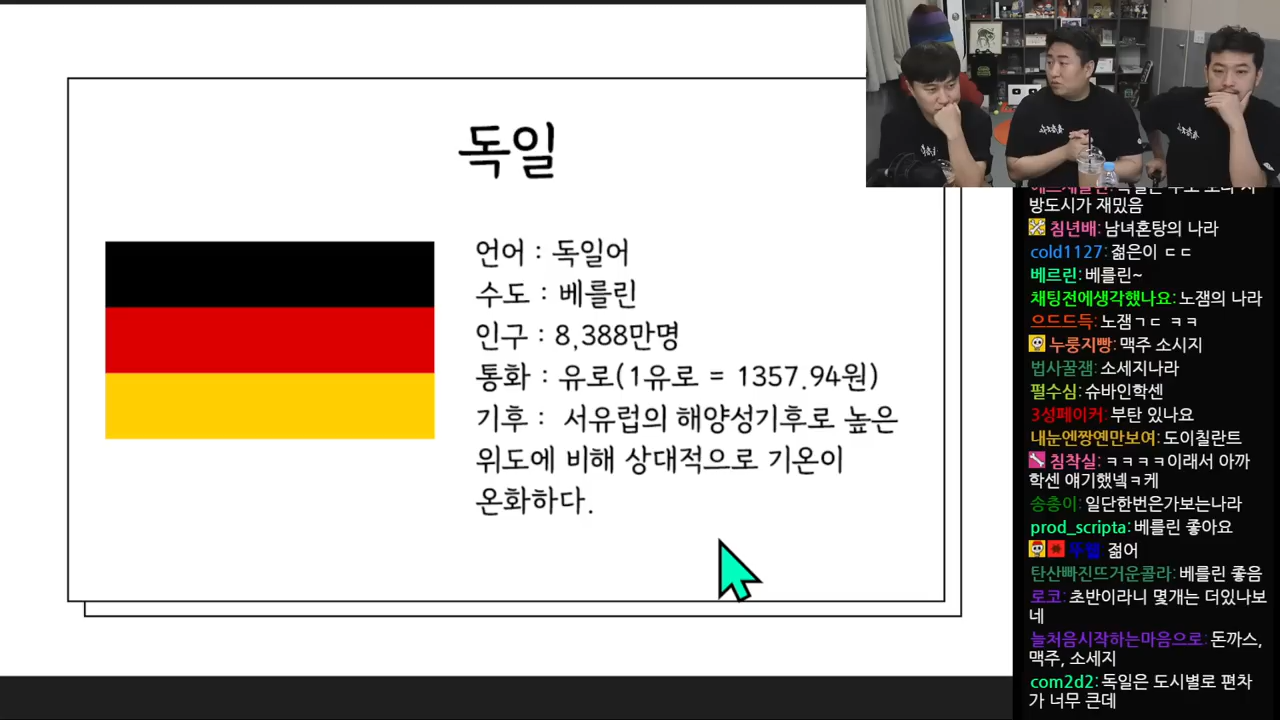 독일
언어 : 독일어
수도 : 베를린
인구 : 8,388만명
통화 : 유로(1유로 = 1357.94원)
기후 : 서유럽의 해양성기후로 높은
위도에 비해 상대적으로 기온이
온화하다.
방도시가 재밌음
침년배: 남녀혼탕의 나라
cold1127: 젊은이 ㄷㄷ
베르린: 베를린~
채팅전에생각했나요: 노잼의 나라
으드드득: 노잼ㄱㄷ ㅋㅋ
누룽지빵: 맥주 소시지
법사꿀잼: 소세지나라
펄수심: 슈바인학센
3성페이커: 부탄 있나요
내눈엔짱옌만보여: 도이칠란트
침착실: ㅋㅋㅋㅋ이래서 아까
학센 얘기했넼ㅋ케
송총이: 일단한번은가보는나라
prod_scripta: 베를린 좋아요
젊어
탄산빠진뜨거운콜라: 베를린 좋음
로코: 초반이라니 몇개는 더있나보
네
늘처음시작하는마음으로: 돈까스,
맥주, 소세지
com2d2: 독일은 도시별로 편차
가 너무 큰데